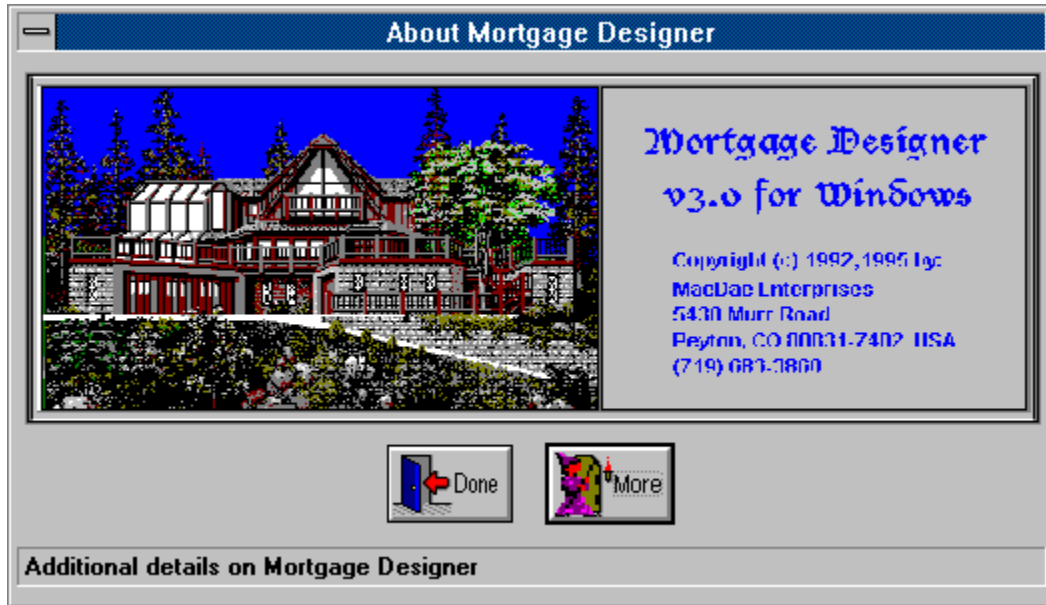 About Mortgage Designer
Mortgage Designer
v3.0 for Windows
Copyright (c) 1992,1995 by:
MacDac Enterprises
5430 Murr Road
Peyton, CO 80831-7402 USA
(719) 683-3860
Done
More
Additional details on Mortgage Designer